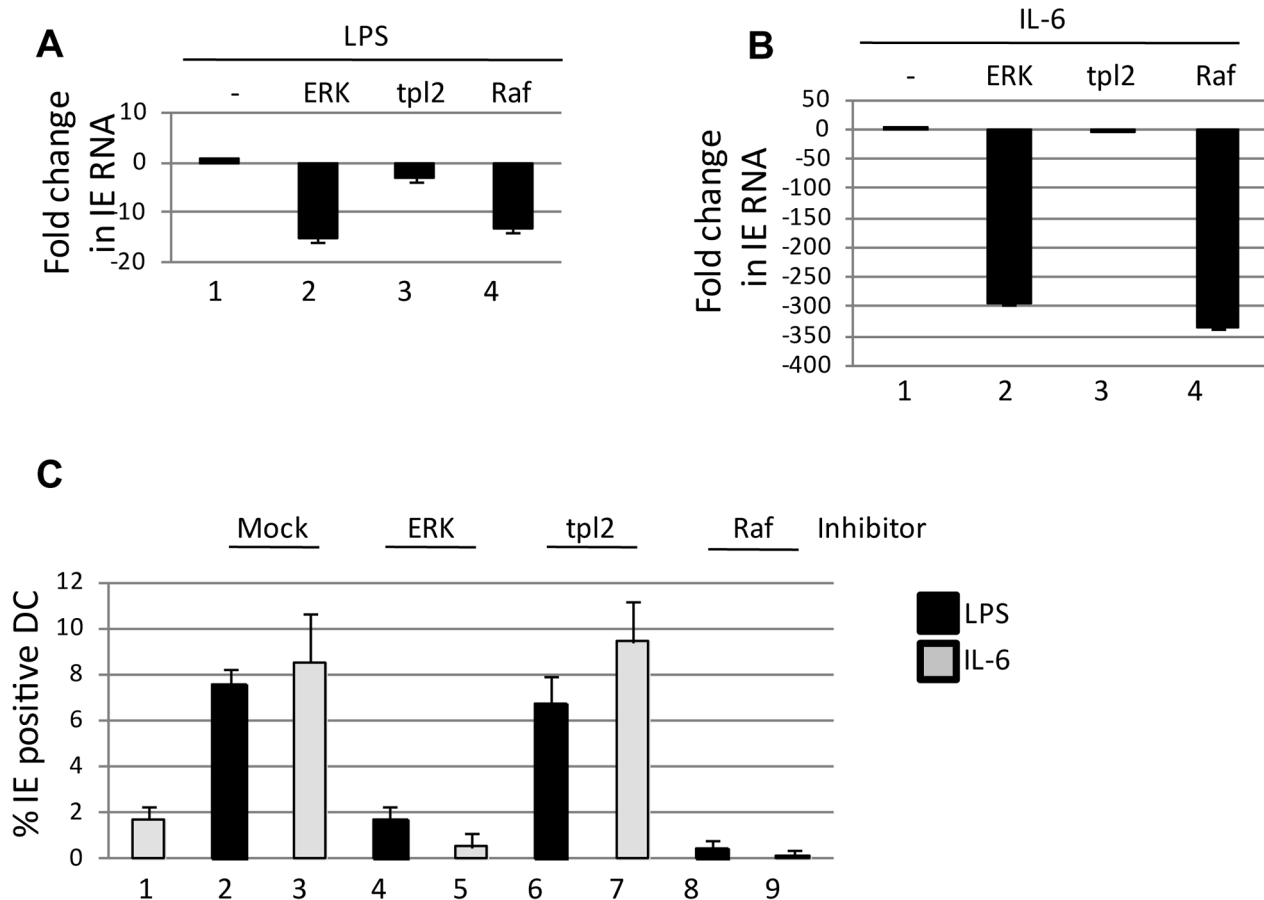 A
LPS
- ERK tpl2 Raf
Fold change
in IE RNA
10
0
-10
-20
1 2 3 4
B
IL-6
- ERK tpl2 Raf
Fold change
in IE RNA
50
0
-50
-100
-150
-200
-250
-300
-350
-400
1 2 3 4
C
Mock ERK tpl2 Raf Inhibitor
% IE positive DC
12
10
8
6
4
2
0
1 2 3 4 5 6 7 8 9
LPS
IL-6